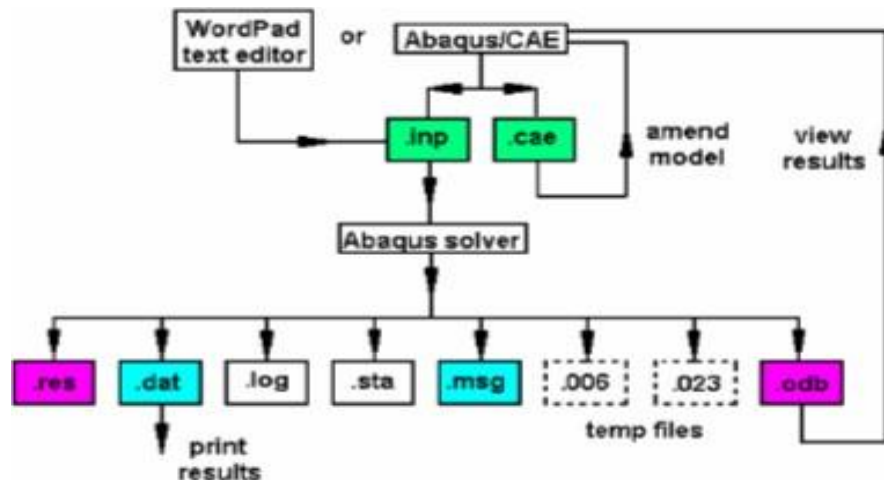 WordPad
text editor
or
Abaqus/CAE
.inp
.cae
amend
model
view
results
Abaqus solver
.res
.dat
.log
.sta
.msg
.006
.023
.odb
temp files
print
results